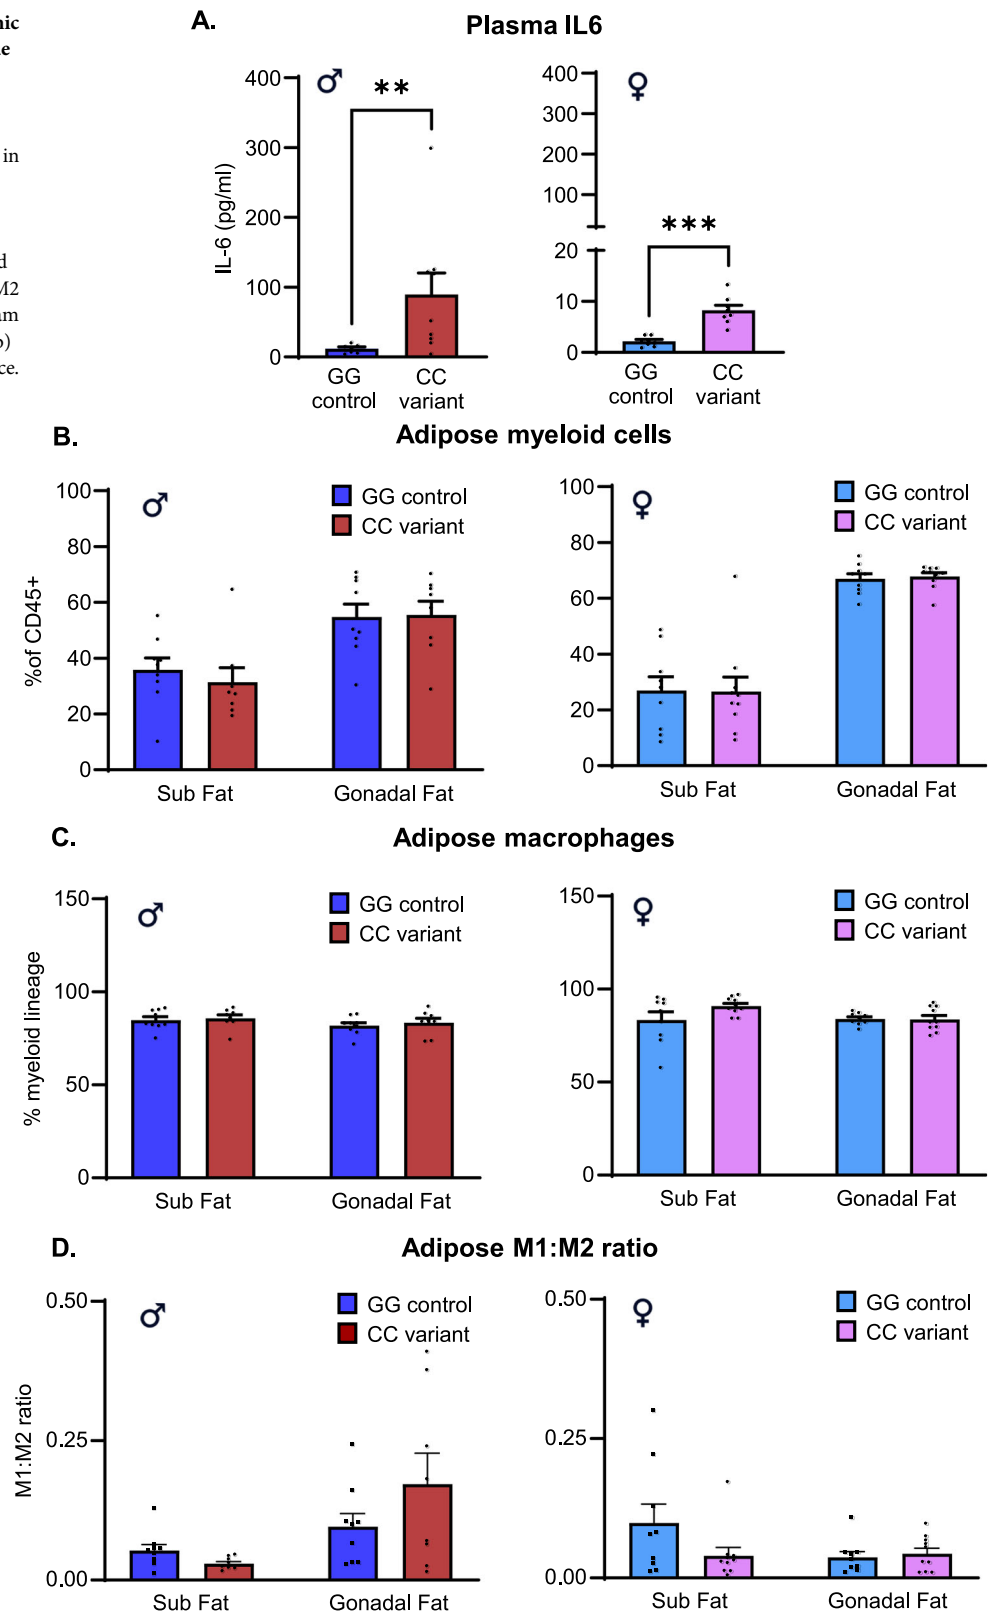 nic
e
in
d
M2
am
o)
ce.
A.
Plasma IL6
♂
♀
**
***
400
300
200
100
0
IL-6 (pg/ml)
GG control
CC variant
400
300
200
100
20
10
0
GG control
CC variant
B.
Adipose myeloid cells
♂
GG control
CC variant
100
80
60
40
20
0
%of CD45+
Sub Fat
Gonadal Fat
♀
GG control
CC variant
100
80
60
40
20
0
Sub Fat
Gonadal Fat
C.
Adipose macrophages
♂
GG control
CC variant
150
100
50
0
% myeloid lineage
Sub Fat
Gonadal Fat
♀
GG control
CC variant
150
100
50
0
Sub Fat
Gonadal Fat
D.
Adipose M1:M2 ratio
♂
GG control
CC variant
0.50
0.25
0.00
M1:M2 ratio
Sub Fat
Gonadal Fat
♀
GG control
CC variant
0.50
0.25
0.00
Sub Fat
Gonadal Fat